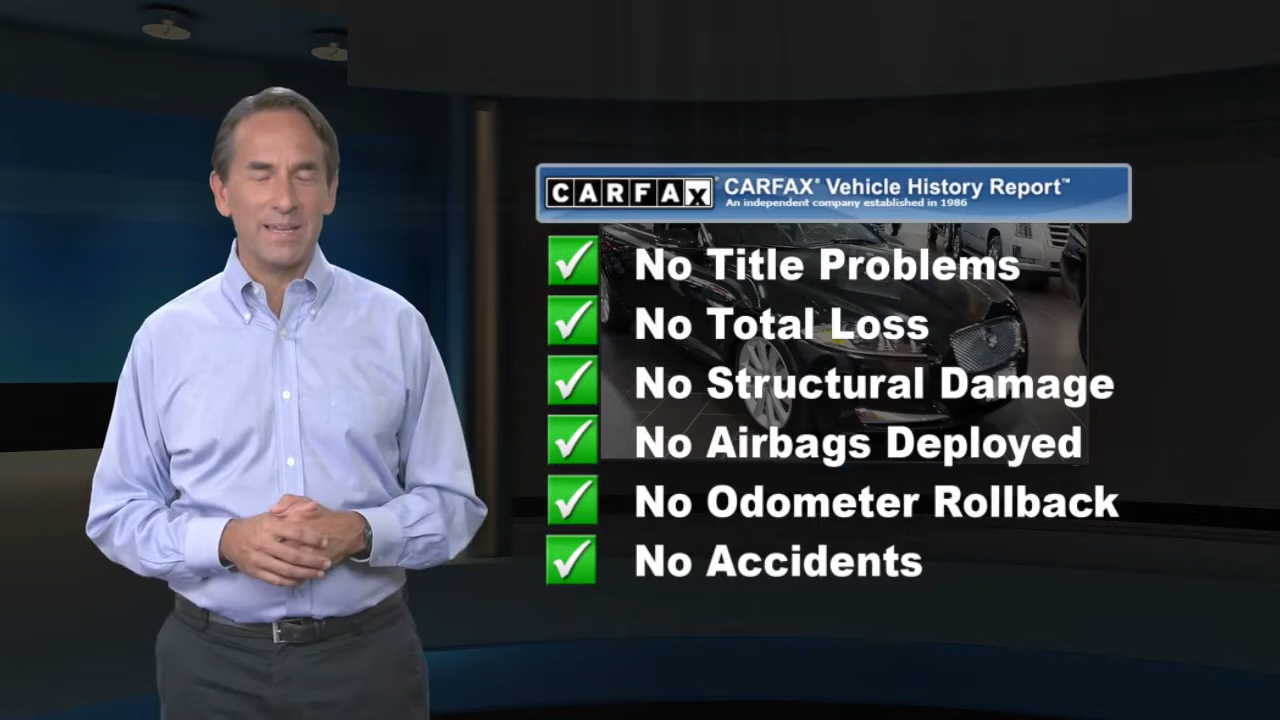 CARFAX® CARFAX® Vehicle History Report™
An independent company established in 1986
No Title Problems
No Total Loss
No Structural Damage
No Airbags Deployed
No Odometer Rollback
No Accidents